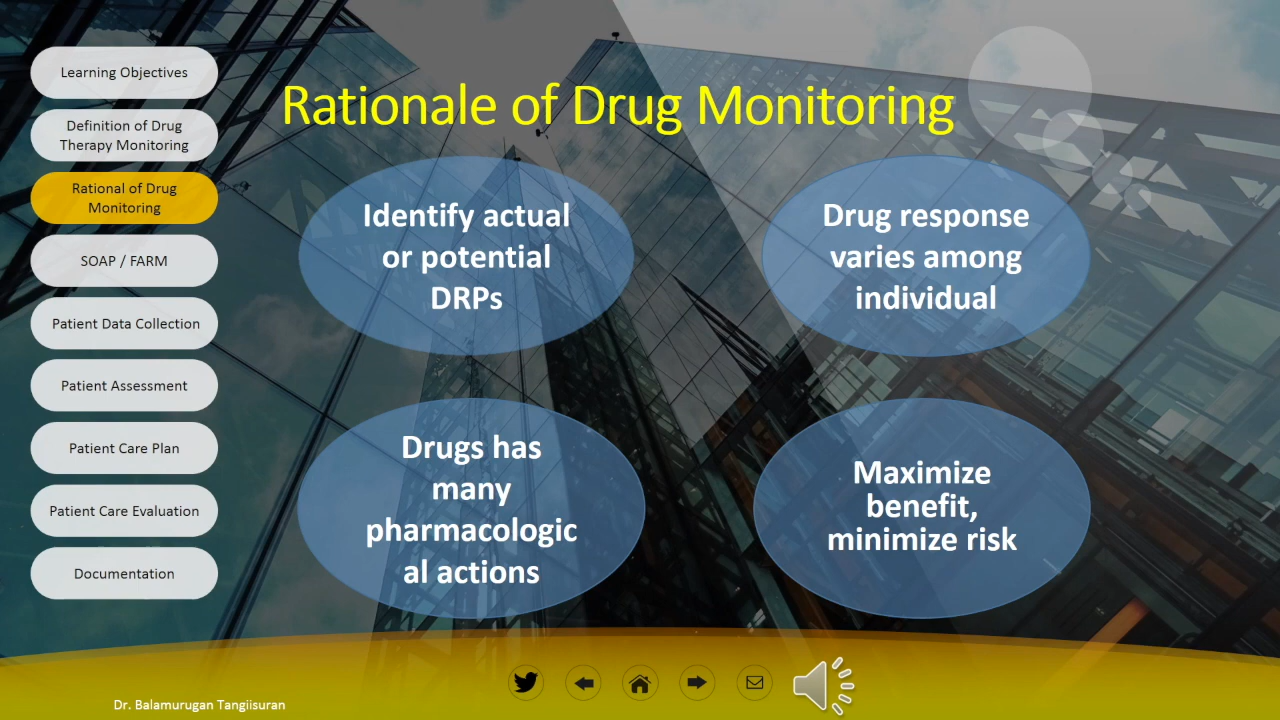 Learning Objectives
Definition of Drug
Therapy Monitoring
Rational of Drug
Monitoring
SOAP / FARM
Patient Data Collection
Patient Assessment
Patient Care Plan
Patient Care Evaluation
Documentation
Rationale of Drug Monitoring
Identify actual
or potential
DRPs
Drug response
varies among
individual
Drugs has
many
pharmacologic
al actions
Maximize
benefit,
minimize risk
Dr. Balamurugan Tangiisuran